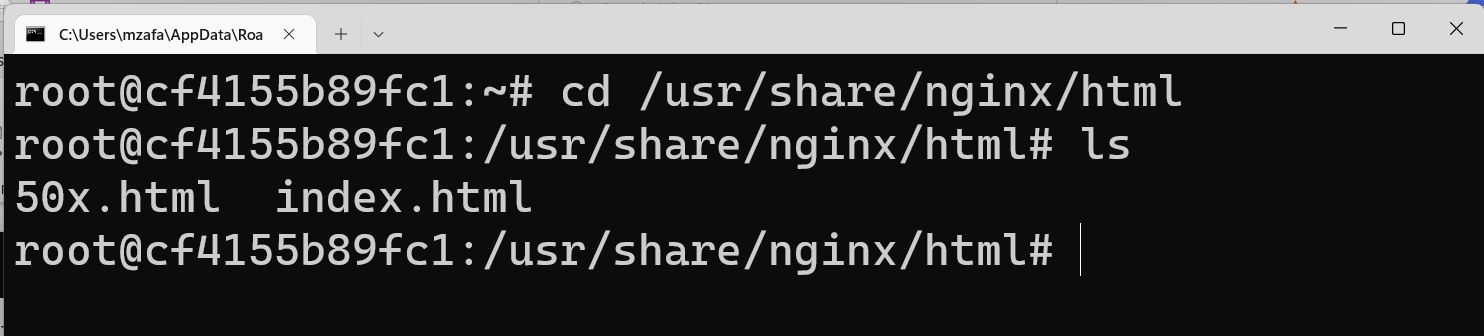 C:\Users\mzafa\AppData\Roa
root@cf4155b89fc1:~# cd /usr/share/nginx/html
root@cf4155b89fc1:/usr/share/nginx/html# ls
50x.html  index.html
root@cf4155b89fc1:/usr/share/nginx/html#